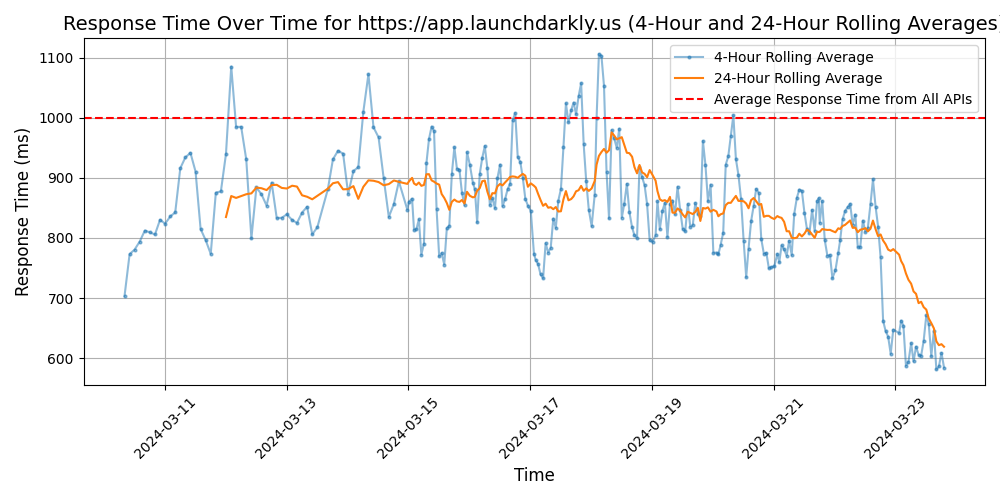 Response Time Over Time for https://app.launchdarkly.us (4-Hour and 24-Hour Rolling Averages)
4-Hour Rolling Average
24-Hour Rolling Average
Average Response Time from All APIs
Response Time (ms)
1100
1000
900
800
700
600
2024-03-11
2024-03-13
2024-03-15
2024-03-17
2024-03-19
2024-03-21
2024-03-23
Time